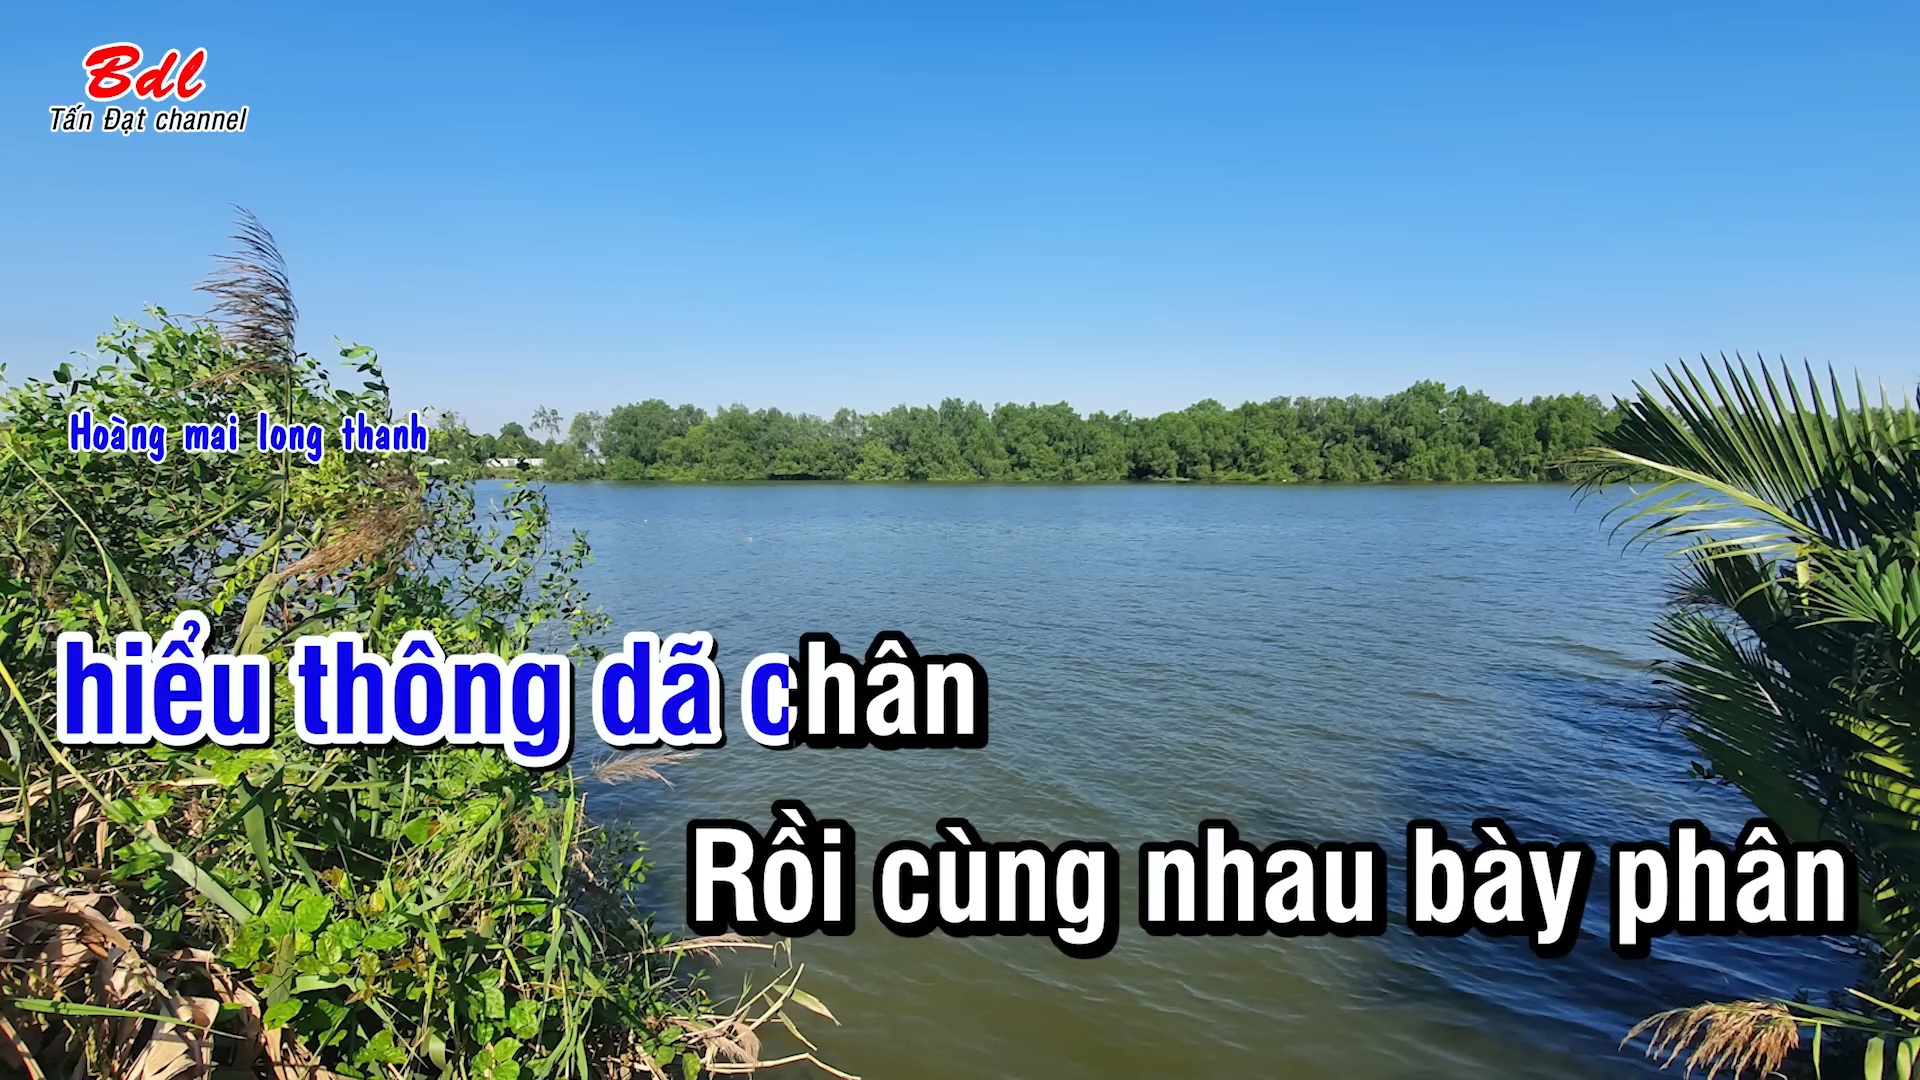 Bdl
Tấn Đạt channel
Hoàng mai long thanh
hiểu thông dã chân
Rồi cùng nhau bày phân